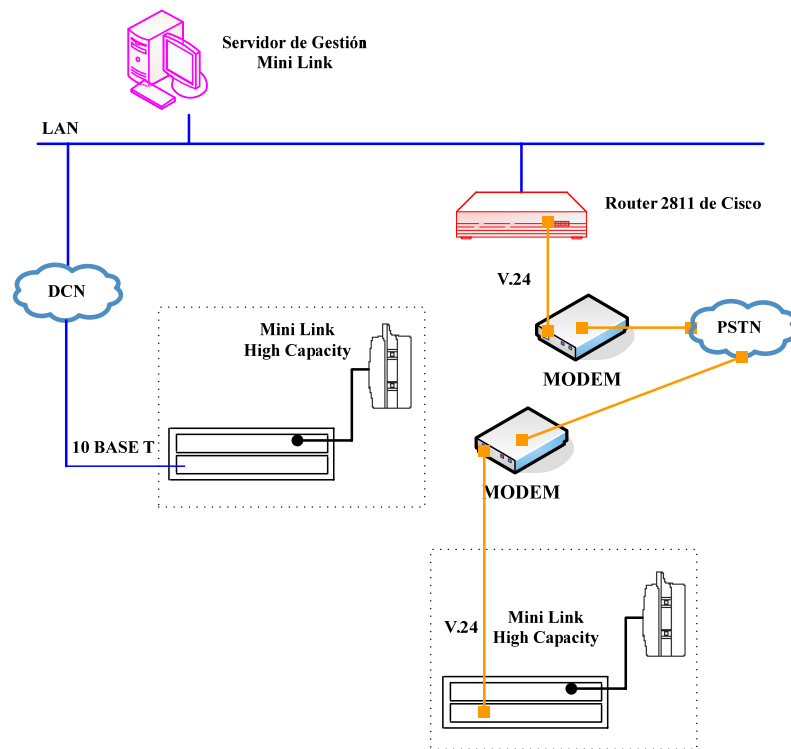 Servidor de Gestión
Mini Link
LAN
Router 2811 de Cisco
V.24
DCN
PSTN
Mini Link
High Capacity
MODEM
10 BASE T
MODEM
V.24
Mini Link
High Capacity